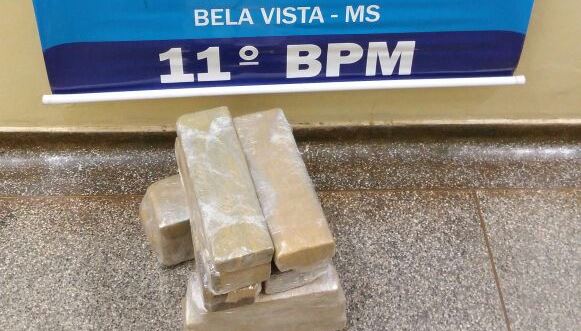 BELA VISTA - MS
11º BPM